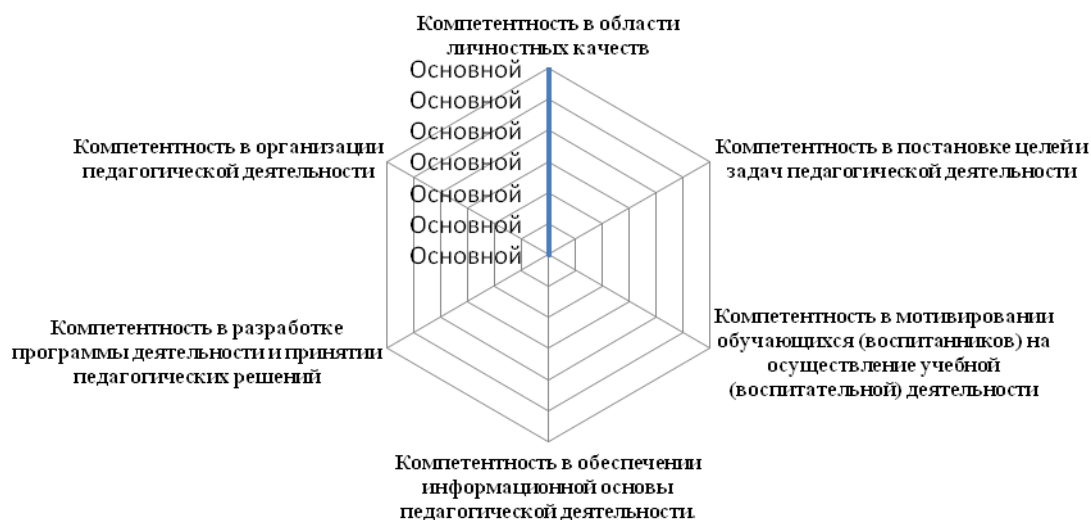 Компетентность в области
личностных качеств
Основной
Основной
Основной
Основной
Основной
Основной
Основной
Компетентность в постановке целей и
задач педагогической деятельности
Компетентность в мотивировании
обучающихся (воспитанников) на
осуществление учебной
(воспитательной) деятельности
Компетентность в обеспечении
информационной основы
педагогической деятельности.
Компетентность в разработке
программы деятельности и принятии
педагогических решений
Компетентность в организации
педагогической деятельности